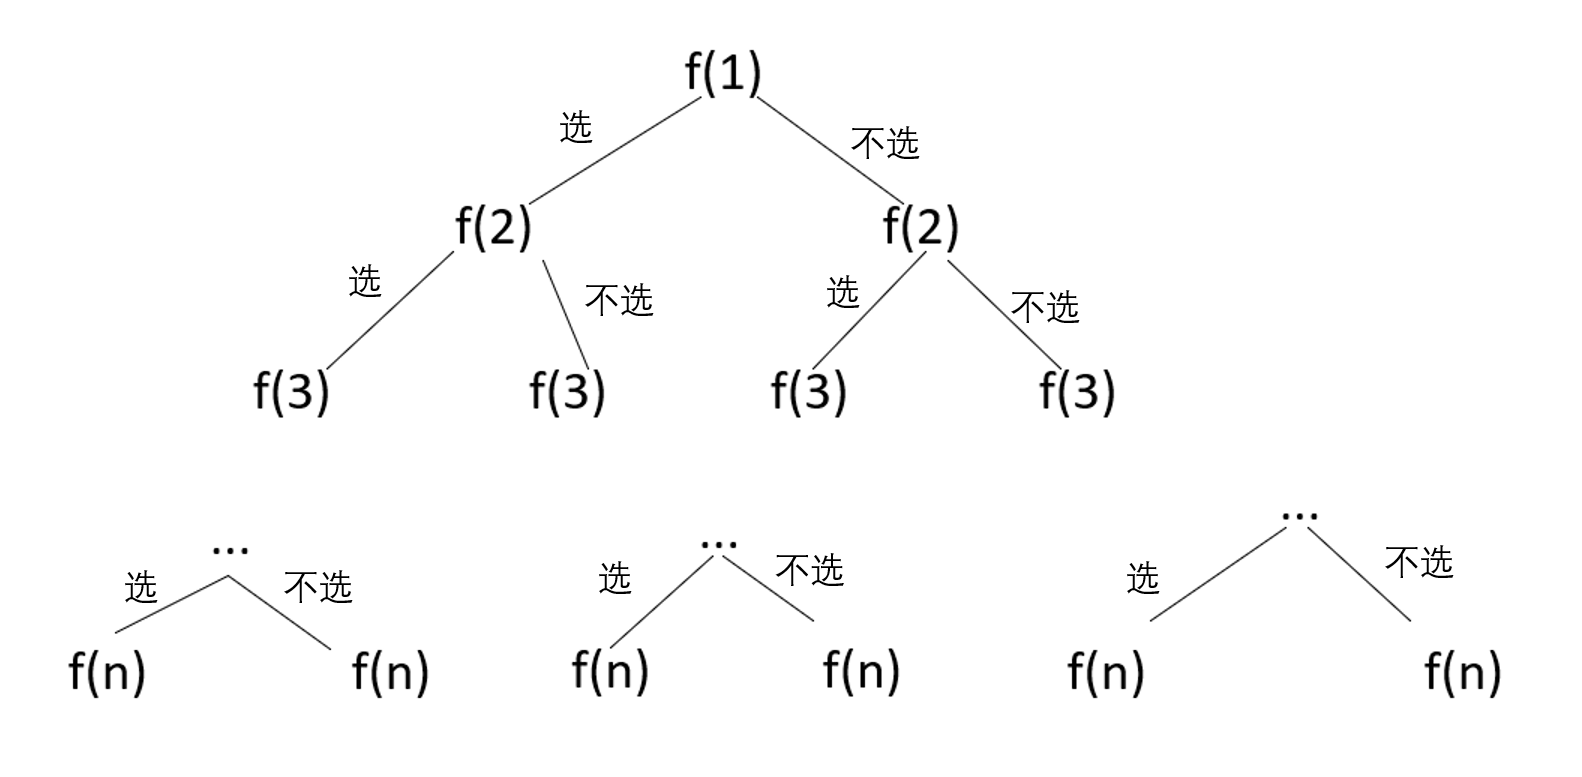 f(1)
选 不选
f(2) f(2)
选 不选 选 不选
f(3) f(3) f(3) f(3)
... ... ...
选 不选 选 不选 选 不选
f(n) f(n) f(n) f(n) f(n) f(n)